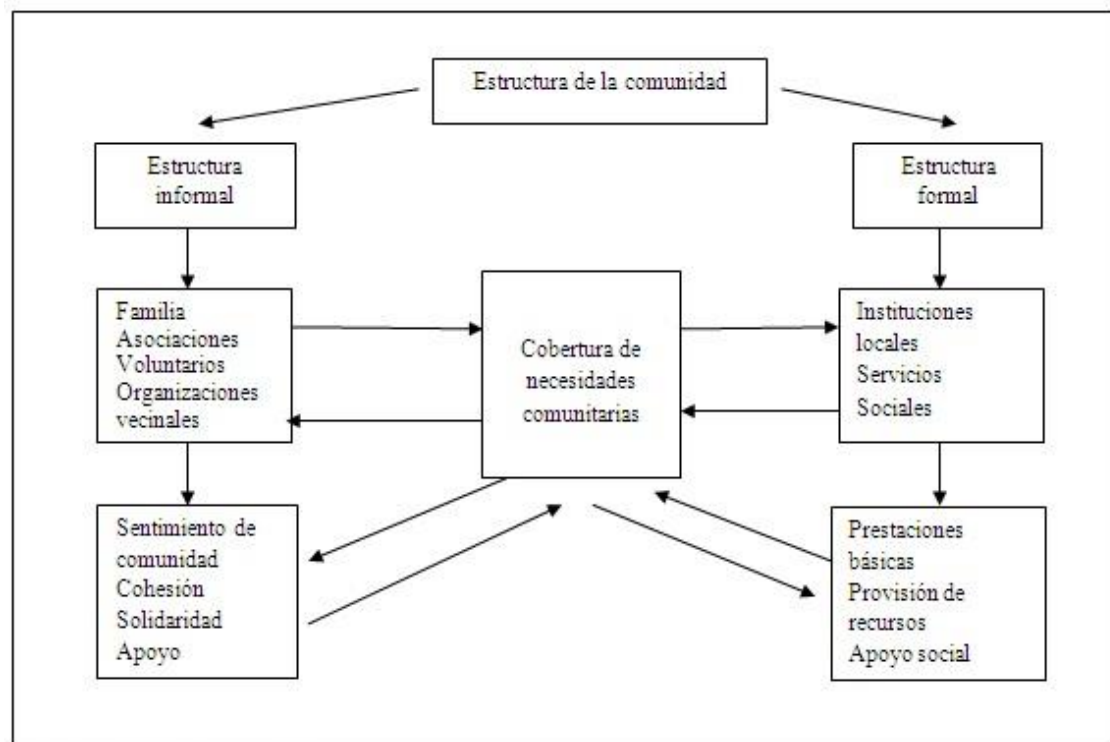 Estructura de la comunidad
Estructura
informal
Estructura
formal
Familia
Asociaciones
Voluntarios
Organizaciones
vecinales
Cobertura de
necesidades
comunitarias
Instituciones
locales
Servicios
Sociales
Sentimiento de
comunidad
Cohesión
Solidaridad
Apoyo
Prestaciones
básicas
Provisión de
recursos
Apoyo social